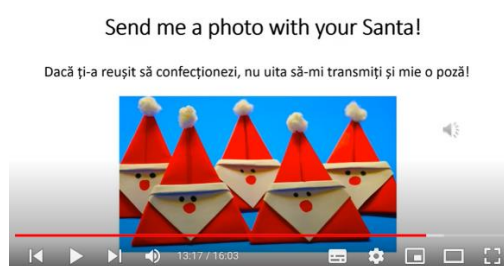 Send me a photo with your Santa!
Dacă ți-a reușit să confecționezi, nu uita să-mi transmiți și mie o poză!
13:17 / 16:03